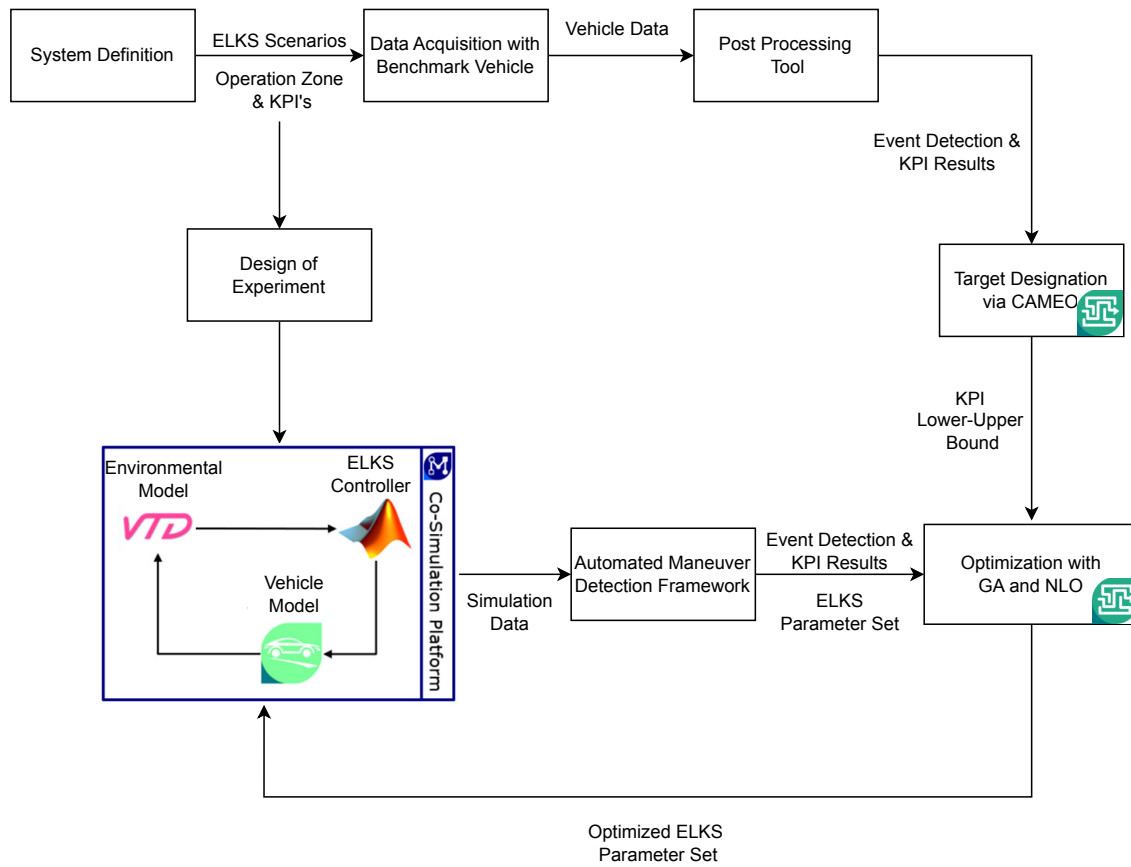 System Definition
ELKS Scenarios
Operation Zone
& KPI's
Data Acquisition with
Benchmark Vehicle
Vehicle Data
Post Processing
Tool
Event Detection &
KPI Results
Design of
Experiment
Target Designation
via CAMEO
KPI
Lower-Upper
Bound
Environmental
Model
VTD
ELKS
Controller
Vehicle
Model
Co-Simulation Platform
Simulation
Data
Automated Maneuver
Detection Framework
Event Detection &
KPI Results
ELKS
Parameter Set
Optimization with
GA and NLO
Optimized ELKS
Parameter Set